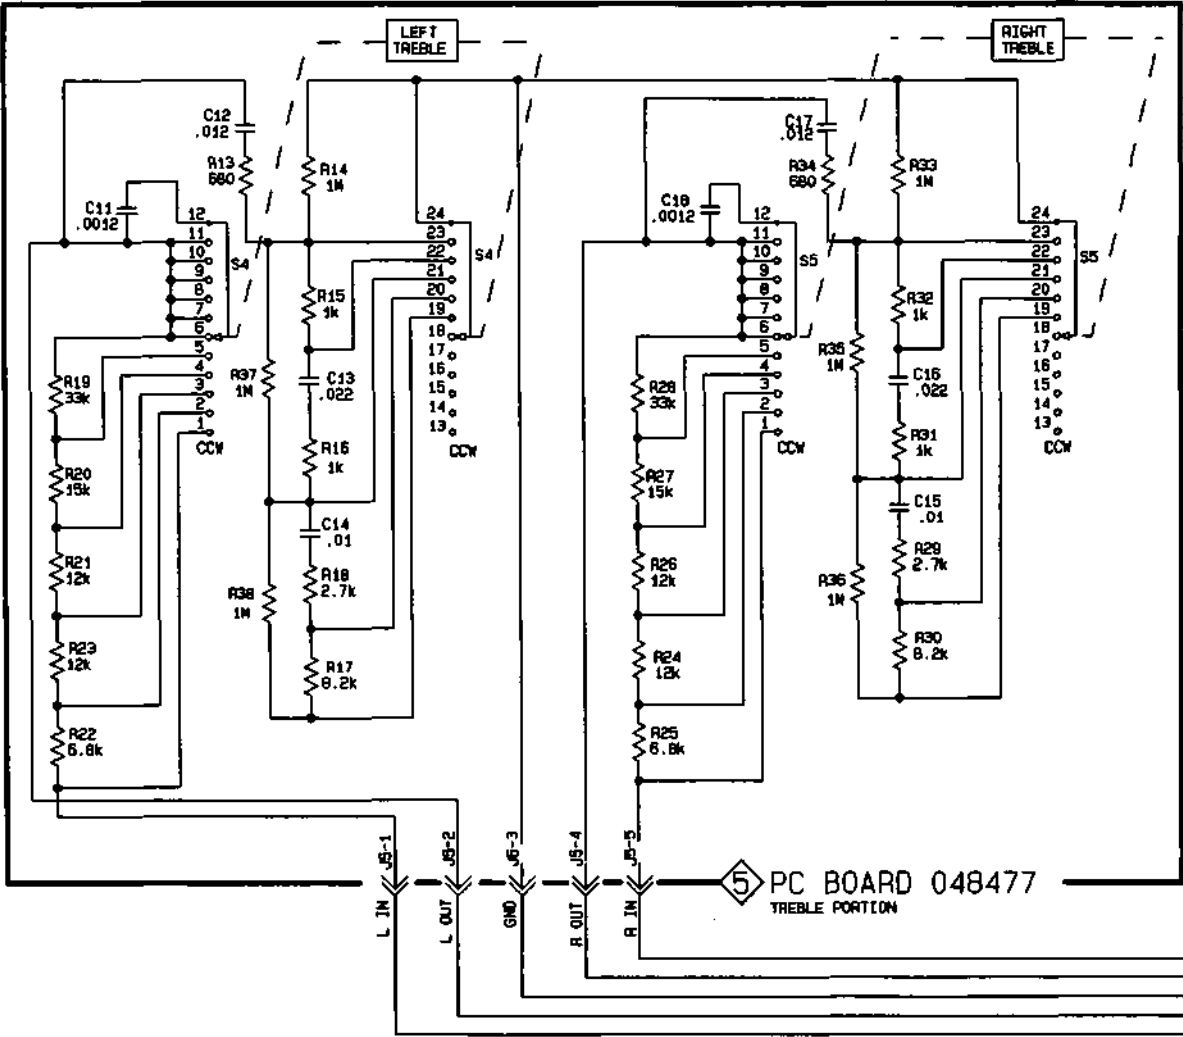 LEFT
TREBLE
RIGHT
TREBLE
C12
.012
R13
680
R14
1M
C11
.0012
12
11
10
9
8
7
6
5
4
3
2
1
CCW
S4
24
23
22
21
20
19
18
17
16
15
14
13
CCW
S4
R15
1k
C13
.022
R37
1M
R16
1k
C14
.01
R18
2.7k
R38
1M
R17
8.2k
R19
33k
R20
15k
R21
12k
R23
12k
R22
6.8k
C17
.012
R34
680
R33
1M
C18
.0012
12
11
10
9
8
7
6
5
4
3
2
1
CCW
S5
24
23
22
21
20
19
18
17
16
15
14
13
CCW
S5
R32
1k
R35
1M
C16
.022
R31
1k
C15
.01
R29
2.7k
R36
1M
R30
8.2k
R28
33k
R27
15k
R26
12k
R24
12k
R25
6.8k
J5-1
J5-2
J5-3
J5-4
J5-5
L IN
L OUT
GND
R OUT
R IN
5 PC BOARD 048477
TREBLE PORTION